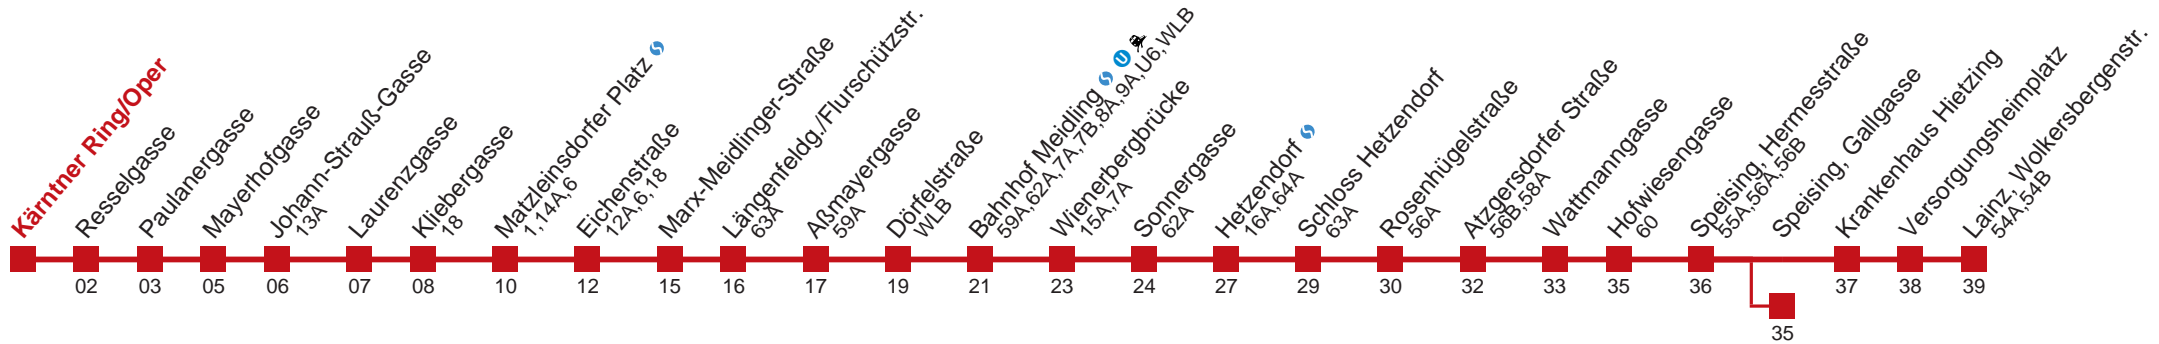 Kärntner Ring/Oper
Resselgasse
02
Paulanergasse
03
Mayerhofgasse
05
Johann-Strauß-Gasse
13A
06
Laurenzgasse
07
Kliebergasse
18
08
Matzleinsdorfer Platz S
1,14A,6
10
Eichenstraße
12A,6,18
12
Marx-Meidlinger-Straße
15
Längenfeldg./Flurschützstr.
63A
16
Aßmayergasse
59A
17
Dörfelstraße
WLB
19
Bahnhof Meidling S U
59A,62A,7A,7B,8A,9A,U6,WLB
21
Wienerbergbrücke
15A,7A
23
Sonnergasse
62A
24
Hetzendorf S
16A,64A
27
Schloss Hetzendorf
63A
29
Rosenhügelstraße
56A
30
Atzgersdorfer Straße
56B,58A
32
Wattmanngasse
33
Hofwiesengasse
60
35
Speising, Hermesstraße
55A,56A,56B
36
Speising, Gallgasse
35
Krankenhaus Hietzing
37
Versorgungsheimplatz
38
Lainz, Wolkersbergenstr.
54A,54B
39